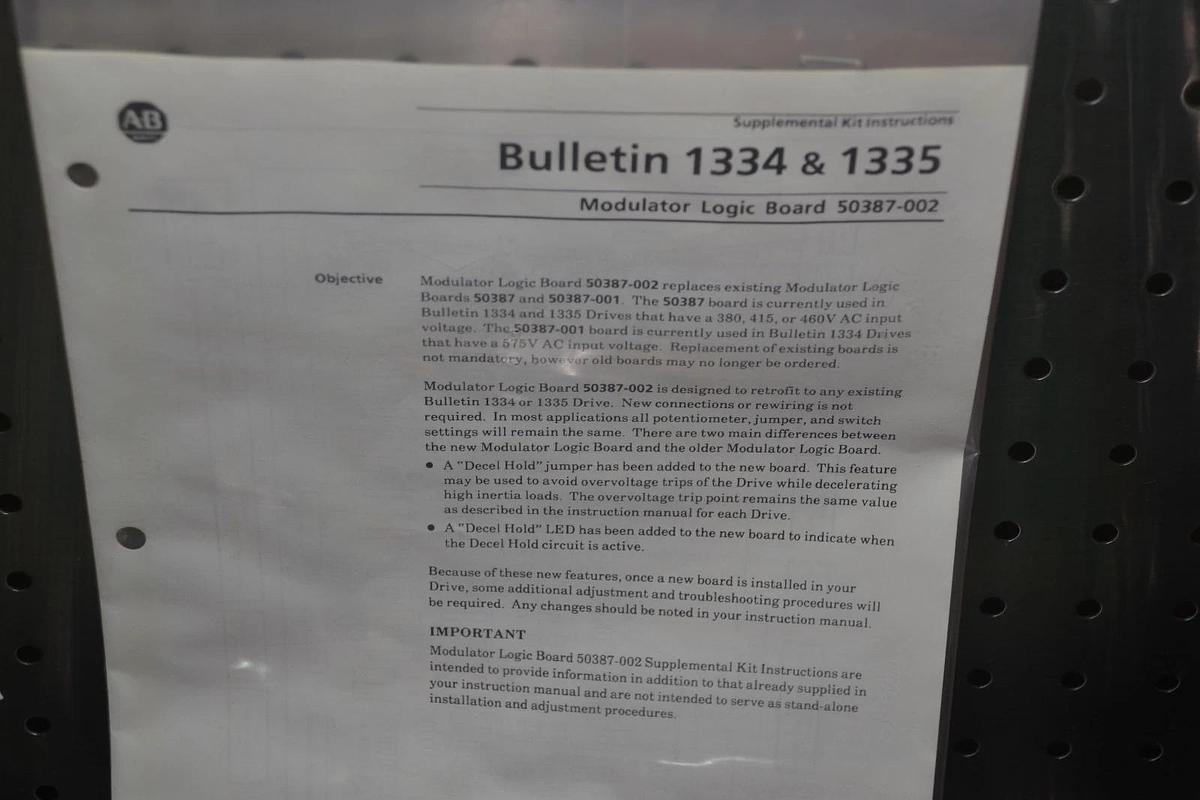 AB
Supplemental Kit Instructions
Bulletin 1334 & 1335
Modulator Logic Board 50387-002
Objective
Modulator Logic Board 50387-002 replaces existing Modulator Logic
Boards 50387 and 50387-001. The 50387 board is currently used in
Bulletin 1334 and 1335 Drives that have a 380, 415, or 460V AC input
voltage. The 50387-001 board is currently used in Bulletin 1334 Drives
that have a 575V AC input voltage. Replacement of existing boards is
not mandatory, however old boards may no longer be ordered.
Modulator Logic Board 50387-002 is designed to retrofit to any existing
Bulletin 1334 or 1335 Drive. New connections or rewiring is not
required. In most applications all potentiometer, jumper, and switch
settings will remain the same. There are two main differences between
the new Modulator Logic Board and the older Modulator Logic Board.
● A "Decel Hold" jumper has been added to the new board. This feature
may be used to avoid overvoltage trips of the Drive while decelerating
high inertia loads. The overvoltage trip point remains the same value
as described in the instruction manual for each Drive.
● A "Decel Hold" LED has been added to the new board to indicate when
the Decel Hold circuit is active.
Because of these new features, once a new board is installed in your
Drive, some additional adjustment and troubleshooting procedures will
be required. Any changes should be noted in your instruction manual.
IMPORTANT
Modulator Logic Board 50387-002 Supplemental Kit Instructions are
intended to provide information in addition to that already supplied in
your instruction manual and are not intended to serve as stand-alone
installation and adjustment procedures.